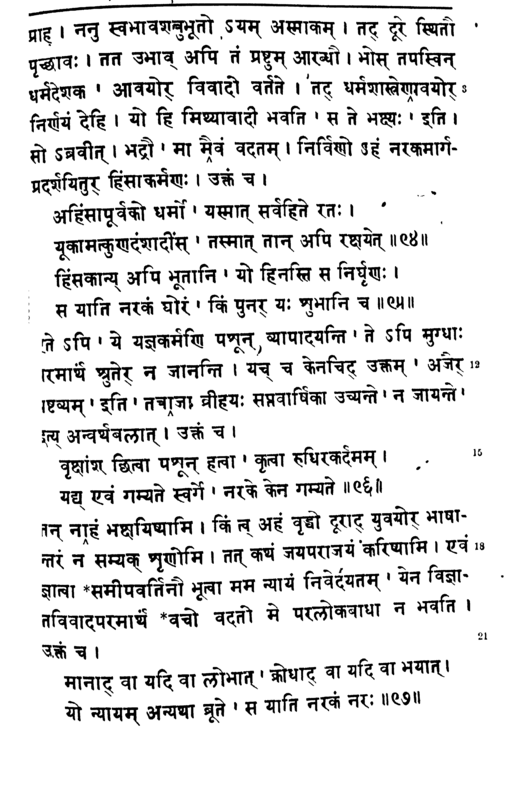 प्राह । ननु स्वभावशत्रुभूतो ऽयम् अस्माकम् । तद् दूरे स्थितौ
पृच्छावः । तत उभाव् अपि तं प्रष्टुम् आरब्धौ । भोस् तपस्विन्
धर्मदेशक ' आवयोर् विवादो वर्तते । तद् धर्मशास्त्रेणावयोर् ३
निर्णयं देहि । यो हि मिथ्यावादी भवति ' स ते भक्ष्यः ' इति ।
सो ऽब्रवीत् । भद्रौ ' मा मैवं वदतम् । निर्विणो ऽहं नरकमार्ग-
प्रदर्शयितुर् हिंसाकर्मणः । उक्तं च ।
अहिंसापूर्वको धर्मो ' यस्मात् सर्वहिते रतः ।
यूकामत्कुणदंशादींस् ' तस्मात् तान् अपि रक्षयेत् ॥९४॥
हिंसकान्य् अपि भूतानि ' यो हिनस्ति स निर्घृणः ।
स याति नरकं घोरं ' किं पुनर् यः शुभानि च ॥९५॥
ते ऽपि ' ये यज्ञकर्मणि पशून् व्यापादयन्ति ' ते ऽपि मुग्धाः
रमार्थं श्रुतेर् न जानन्ति । यच् च केनचिद् उक्तम् ' अजैर् १२
ष्टव्यम् ' इति ' तत्राजा व्रीहयः सप्तवार्षिका उच्यन्ते ' न जायन्ते '
इत्य् अन्वर्थबलात् । उक्तं च ।
वृक्षांश् छित्त्वा पशून् हत्वा ' कृत्वा रुधिरकर्दमम् । 15
यद्य् एवं गम्यते स्वर्गे ' नरके केन गम्यते ॥९६॥
तन् नाहं भक्षयिष्यामि । किं त्व् अहं वृद्धो दूराद् युवयोर् भाषा-
न्तरं न सम्यक् शृणोमि । तत् कथं जयपराजयं करिष्यामि । एवं १८
ज्ञात्वा *समीपवर्तिनौ भूत्वा मम न्यायं निवेदयतम् ' येन विज्ञा-
तविवादपरमार्थं *वचो वदतो मे परलोकबाधा न भवति ।
उक्तं च । 21
मानाद् वा यदि वा लोभात् ' क्रोधाद् वा यदि वा भयात् ।
यो न्यायम् अन्यथा ब्रूते ' स याति नरकं नरः ॥९७॥